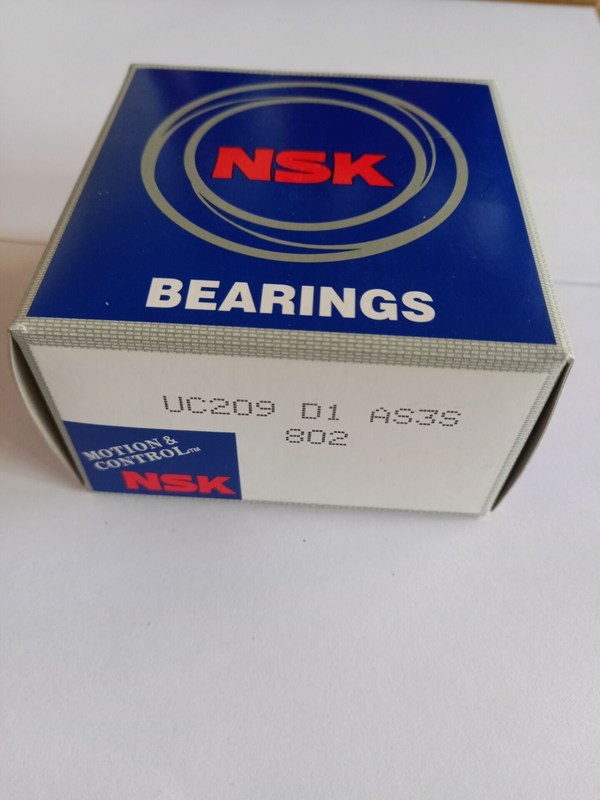 NSK
BEARINGS
UC209 D1 AS3S
802
MOTION &
CONTROL™
NSK